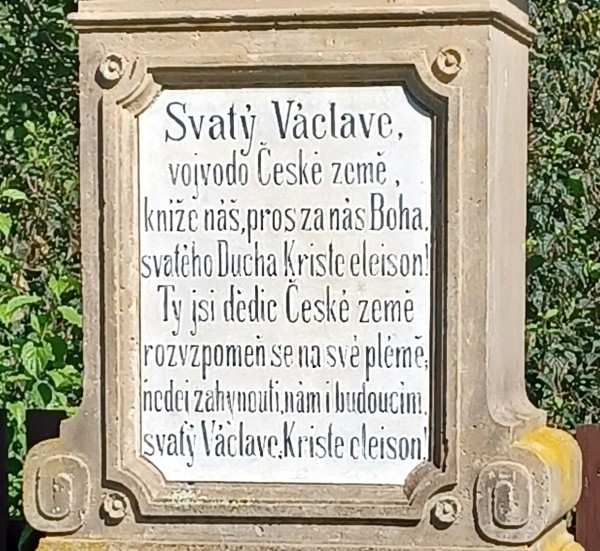 Svatý Václave,
vojvodo České země,
kníže náš, pros za nás Boha.
svatého Ducha Kriste eleison!
Ty jsi dědic České země
rozvzpomeň se na své plémě;
nedej zahynouti, nám i budoucím.
svatý Václave, Kriste eleison!